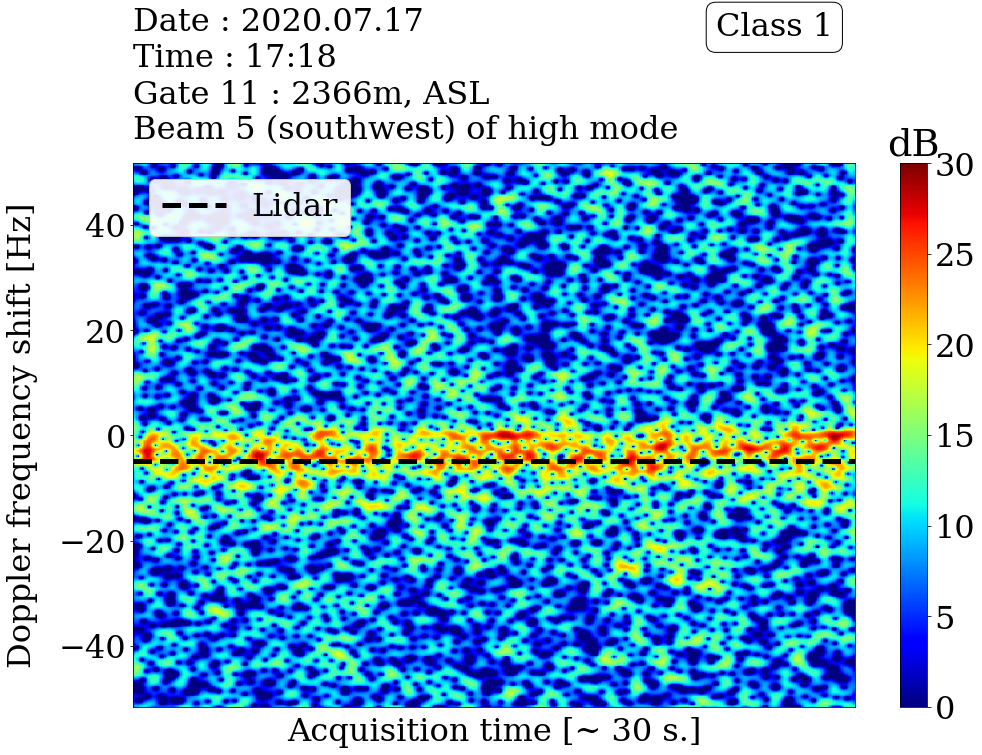 Date : 2020.07.17
Time : 17:18
Gate 11 : 2366m, ASL
Beam 5 (southwest) of high mode
Class 1
dB
Lidar
Doppler frequency shift [Hz]
40
20
0
−20
−40
Acquisition time [~ 30 s.]
30
25
20
15
10
5
0